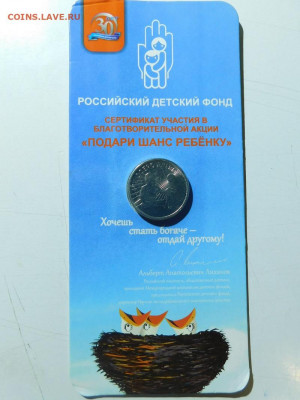 COINS.LAVE.RU
30
РОССИЙСКИЙ ДЕТСКИЙ ФОНД
СЕРТИФИКАТ УЧАСТИЯ В
БЛАГОТВОРИТЕЛЬНОЙ АКЦИИ
«ПОДАРИ ШАНС РЕБЁНКУ»
Хочешь
стать богаче –
отдай другому!
Альберт Анатольевич Лиханов